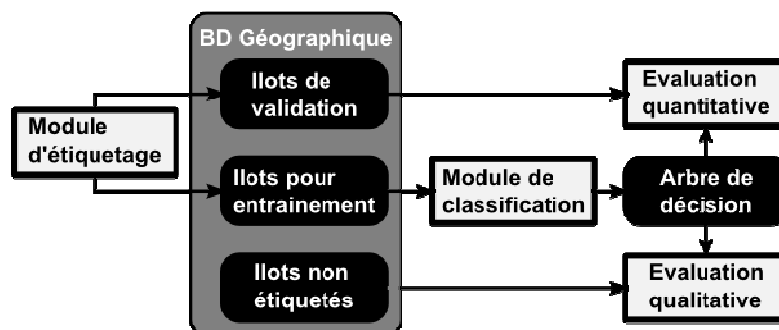 BD Géographique
Ilots de
validation
Evaluation
quantitative
Module
d'étiquetage
Ilots pour
entrainement
Module de
classification
Arbre de
décision
Ilots non
étiquetés
Evaluation
qualitative